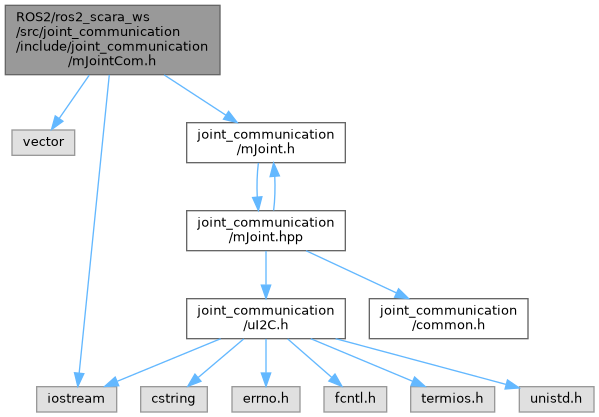 ROS2/ros2_scara_ws
/src/joint_communication
/include/joint_communication
/mJointCom.h
vector
joint_communication
/mJoint.h
joint_communication
/mJoint.hpp
joint_communication
/uI2C.h
joint_communication
/common.h
iostream
cstring
errno.h
fcntl.h
termios.h
unistd.h